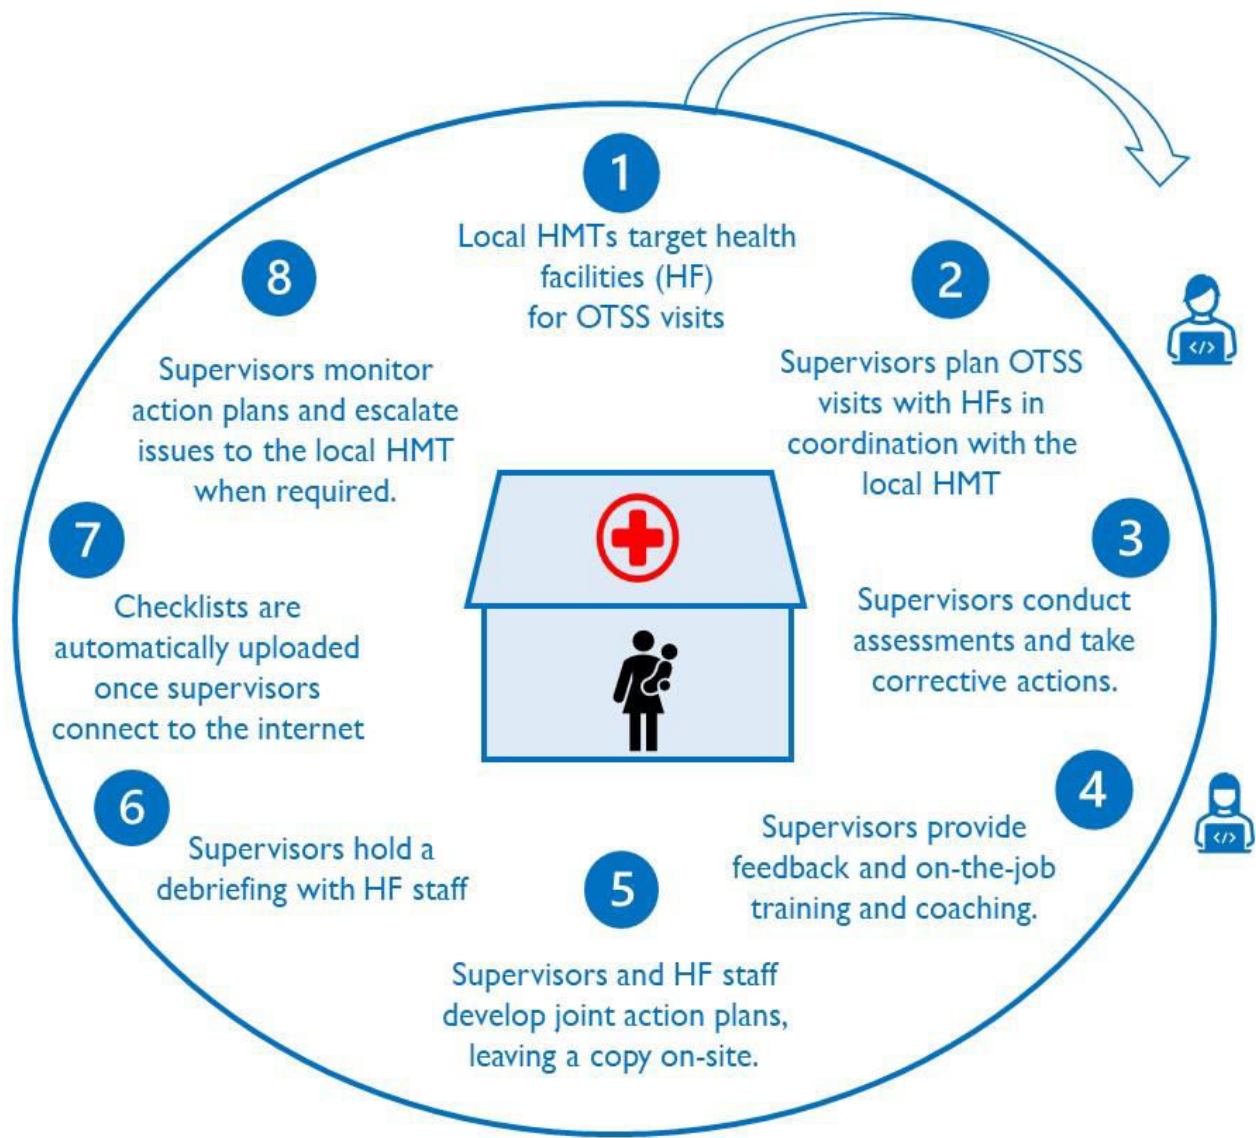 1
Local HMTs target health
facilities (HF)
for OTSS visits
2
Supervisors plan OTSS
visits with HFs in
coordination with the
local HMT
3
Supervisors conduct
assessments and take
corrective actions.
4
Supervisors provide
feedback and on-the-job
training and coaching.
5
Supervisors and HF staff
develop joint action plans,
leaving a copy on-site.
6
Supervisors hold a
debriefing with HF staff
7
Checklists are
automatically uploaded
once supervisors
connect to the internet
8
Supervisors monitor
action plans and escalate
issues to the local HMT
when required.
</>
</>